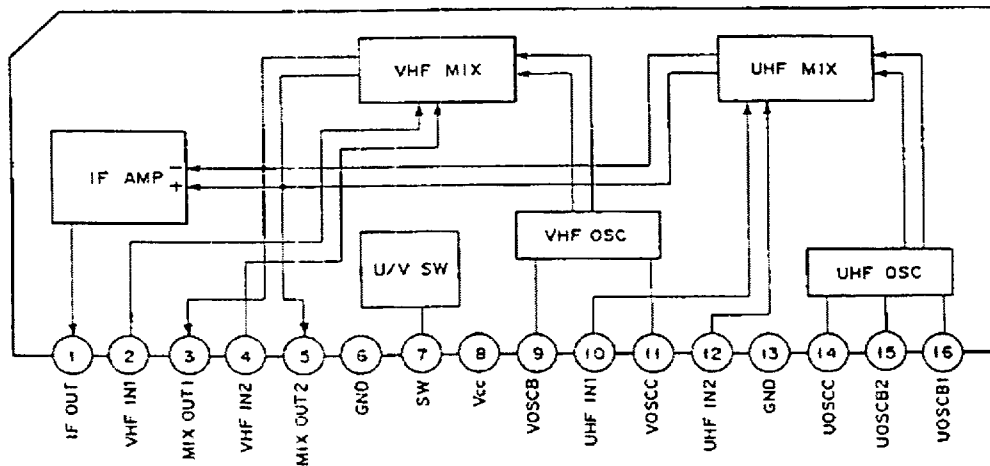 VHF MIX
UHF MIX
IF AMP
-
+
VHF OSC
U/V SW
UHF OSC
1
2
3
4
5
6
7
8
9
10
11
12
13
14
15
16
IF OUT
VHF IN1
MIX OUT1
VHF IN2
MIX OUT2
GND
SW
Vcc
VOSCB
UHF IN1
VOSCC
UHF IN2
GND
UOSCC
UOSCB2
UOSCB1